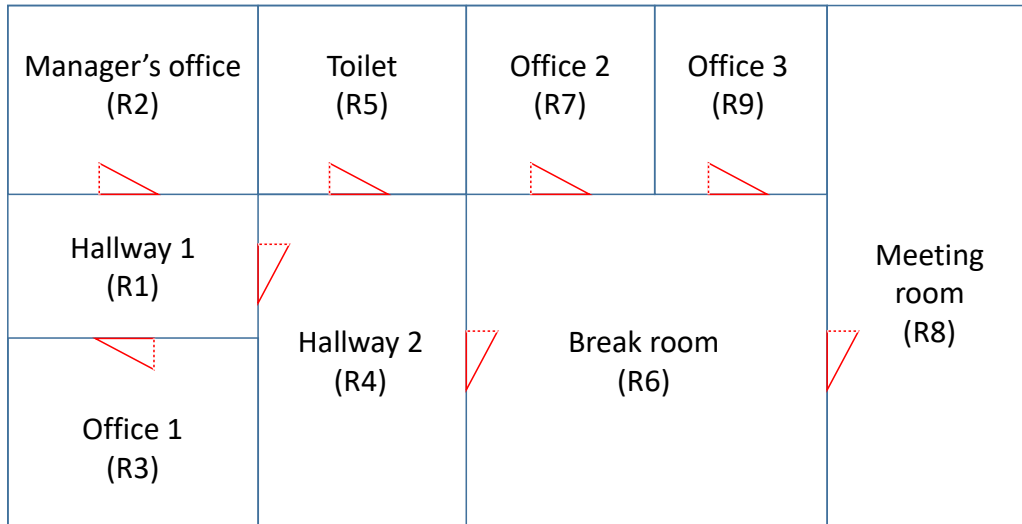 Manager’s office
(R2)
Toilet
(R5)
Office 2
(R7)
Office 3
(R9)
Hallway 1
(R1)
Meeting
room
(R8)
Hallway 2
(R4)
Break room
(R6)
Office 1
(R3)